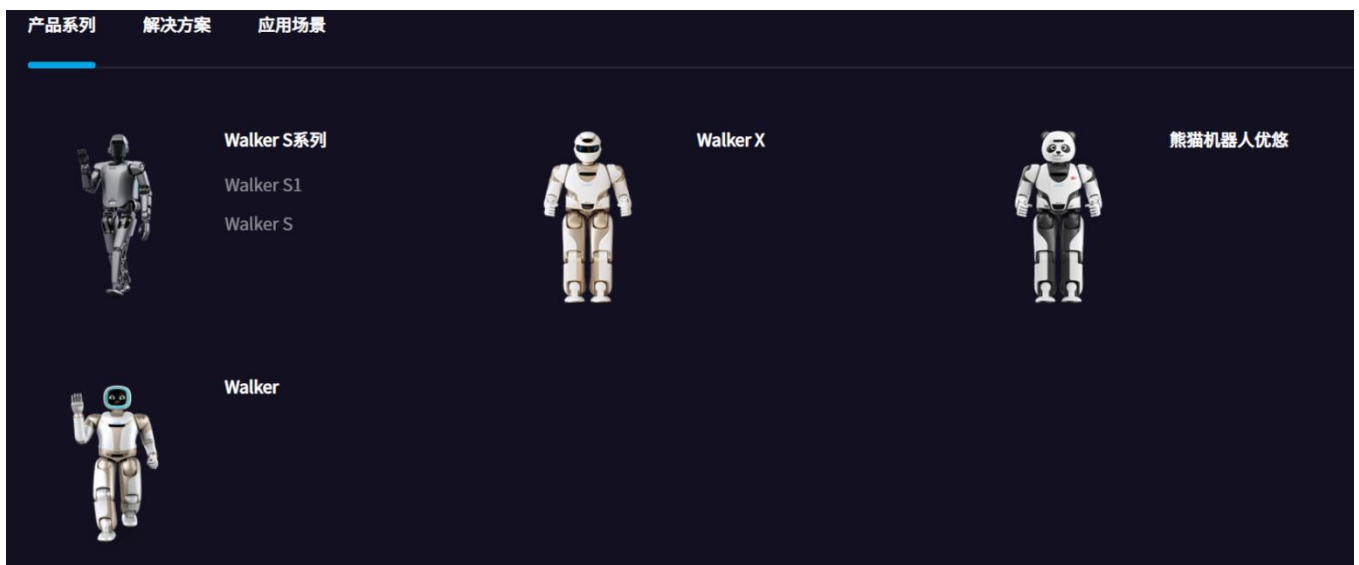 产品系列 解决方案 应用场景
Walker S系列
Walker S1
Walker S
Walker X
熊猫机器人优悠
Walker